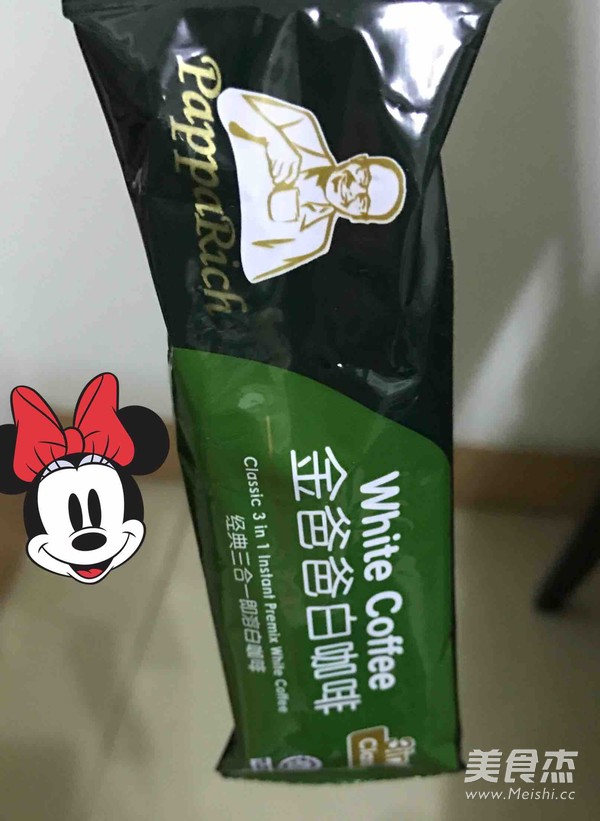 PappaRich
White Coffee
金爸爸白咖啡
Classic 3 in 1 Instant Premix White Coffee
经典三合一即溶白咖啡
美食杰
www.Meishi.cc